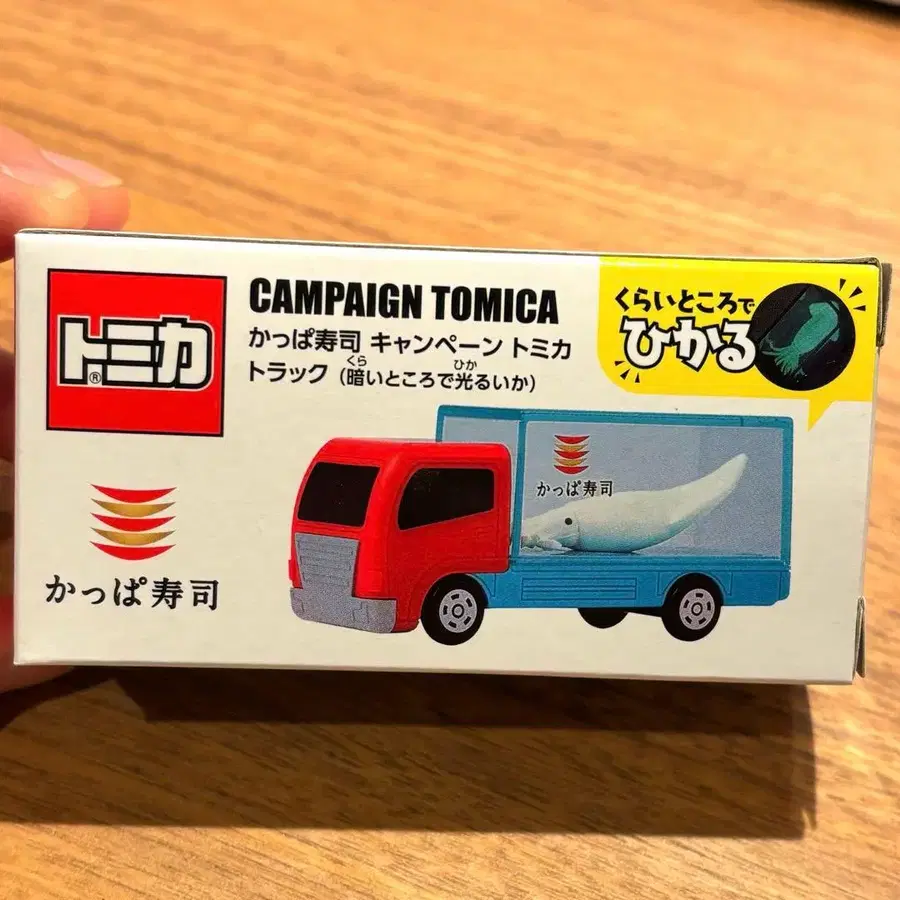 トミカ
®
CAMPAIGN TOMICA
かっぱ寿司 キャンペーン トミカ
くら ひか
トラック（暗いところで光るいか）
くらいところで
ひかる
かっぱ寿司
かっぱ寿司